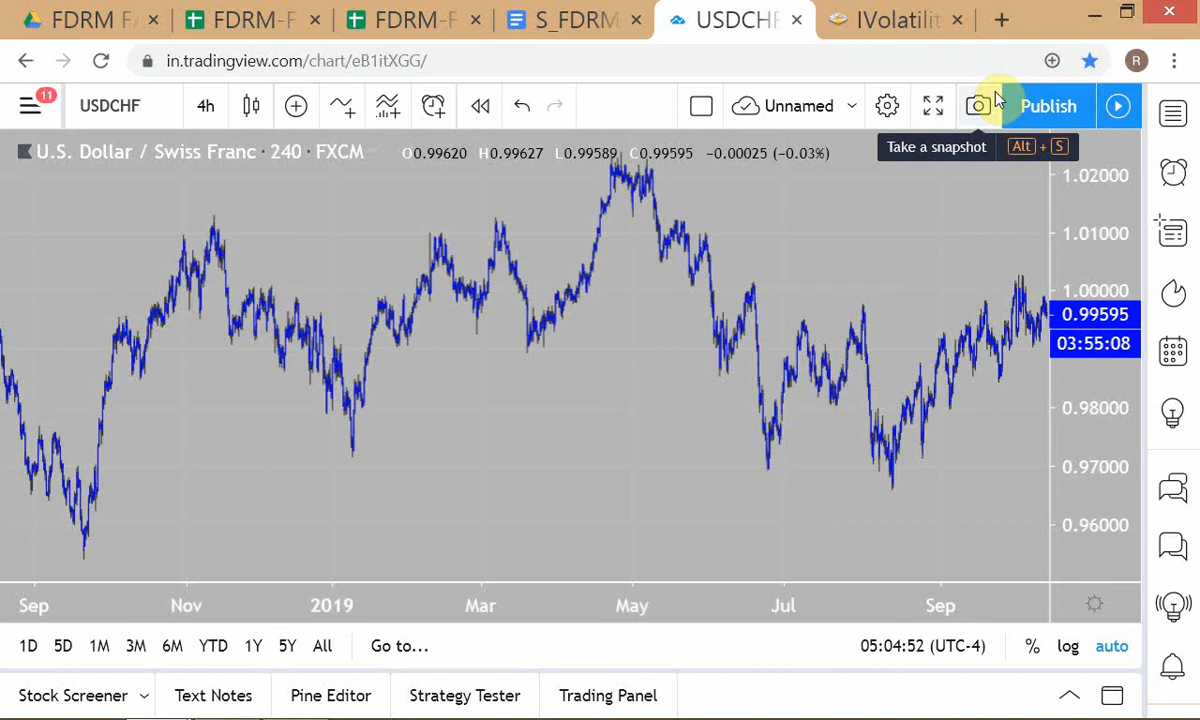 FDRM FA
FDRM-F
FDRM-F
S_FDRM
USDCHF
IVolatilit
in.tradingview.com/chart/eB1itXGG/
R
11
USDCHF
4h
Unnamed
Publish
U.S. Dollar / Swiss Franc · 240 · FXCM
O0.99620 H0.99627 L0.99589 C0.99595 −0.00025 (−0.03%)
Take a snapshot Alt + S
1.02000
1.01000
1.00000
0.99595
03:55:08
0.98000
0.97000
0.96000
Sep Nov 2019 Mar May Jul Sep
1D 5D 1M 3M 6M YTD 1Y 5Y All Go to... 05:04:52 (UTC-4) % log auto
Stock Screener Text Notes Pine Editor Strategy Tester Trading Panel